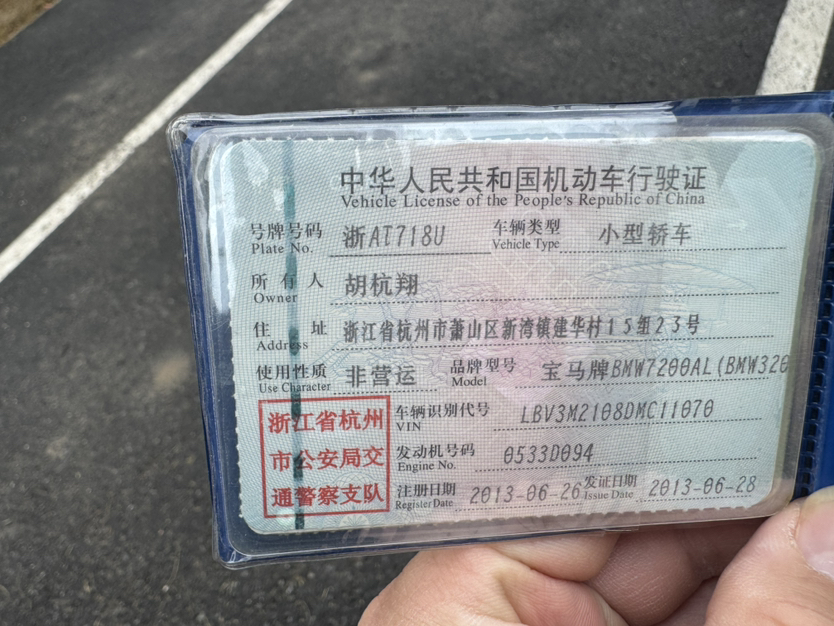 中华人民共和国机动车行驶证
Vehicle License of the People's Republic of China
号牌号码 浙AT718U 车辆类型 小型轿车
Plate No. Vehicle Type
所有人 胡杭翔
Owner
住址 浙江省杭州市萧山区新湾镇建华村15组23号
Address
使用性质 非营运 品牌型号 宝马牌BMW7200AL(BMW320
Use Character Model
浙江省杭州
市公安局交
通警察支队
车辆识别代号 LBV3M2108DMC11070
VIN
发动机号码 0533D094
Engine No.
注册日期 2013-06-26 发证日期 2013-06-28
Register Date Issue Date